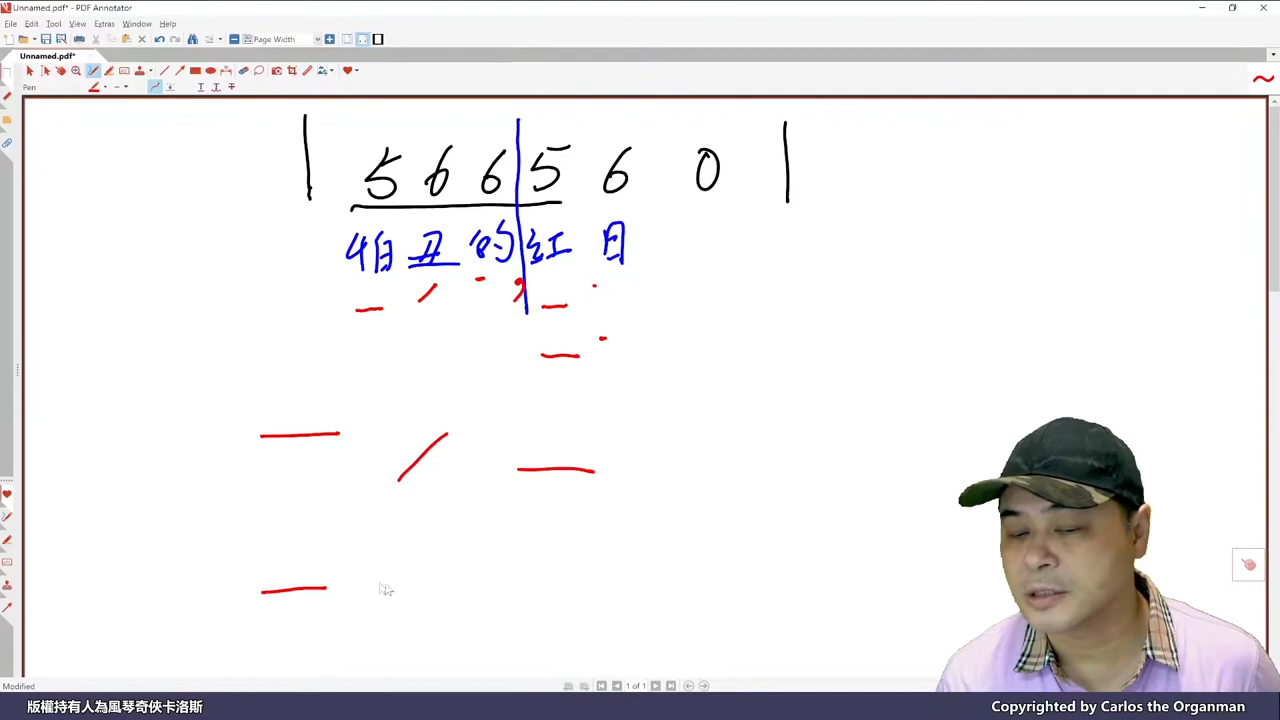 Unnamed.pdf* - PDF Annotator
File Edit Tool View Extras Window Help
Page Width
Unnamed.pdf*
Pen
5 6 6 5 6 0
怕丑的红日
Modified
1 of 1
版權持有人為風琴奇俠卡洛斯
Copyrighted by Carlos the Organman